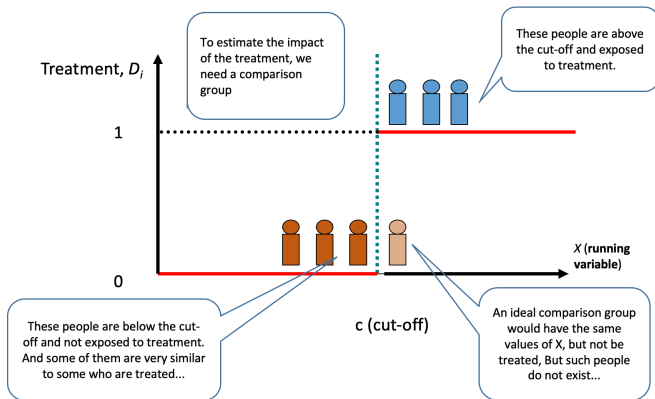 To estimate the impact
of the treatment, we
need a comparison
group
These people are above
the cut-off and exposed
to treatment.
Treatment, Di
1
0
X (running
variable)
c (cut-off)
These people are below the cut-
off and not exposed to treatment.
And some of them are very similar
to some who are treated...
An ideal comparison group
would have the same
values of X, but not be
treated, But such people
do not exist...